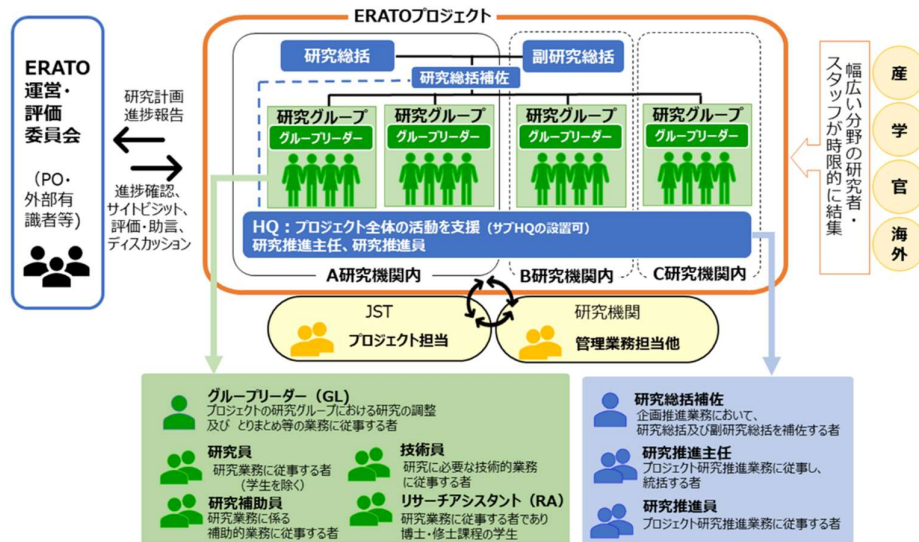 ERATOプロジェクト
ERATO
運営・
評価
委員会
(PO・
外部有
識者等)
研究計画
進捗報告
進捗確認、
サイトビジット、
評価・助言、
ディスカッション
研究総括
副研究総括
研究総括補佐
研究グループ
グループリーダー
研究グループ
グループリーダー
研究グループ
グループリーダー
研究グループ
グループリーダー
HQ：プロジェクト全体の活動を支援（サブHQの設置可）
研究推進主任、研究推進員
A研究機関内
B研究機関内
C研究機関内
幅広い分野の研究者・
スタッフが時限的に結集
産
学
官
海外
JST
プロジェクト担当
研究機関
管理業務担当他
グループリーダー（GL）
プロジェクトの研究グループにおける研究の調整
及び とりまとめ等の業務に従事する者
研究員
研究業務に従事する者
（学生を除く）
技術員
研究に必要な技術的業務
に従事する者
研究補助員
研究業務に係る
補助的業務に従事する者
リサーチアシスタント（RA）
研究業務に従事する者であり
博士・修士課程の学生
研究総括補佐
企画推進業務において、
研究総括及び副研究総括を補佐する者
研究推進主任
プロジェクト研究推進業務に従事し、
統括する者
研究推進員
プロジェクト研究推進業務に従事する者